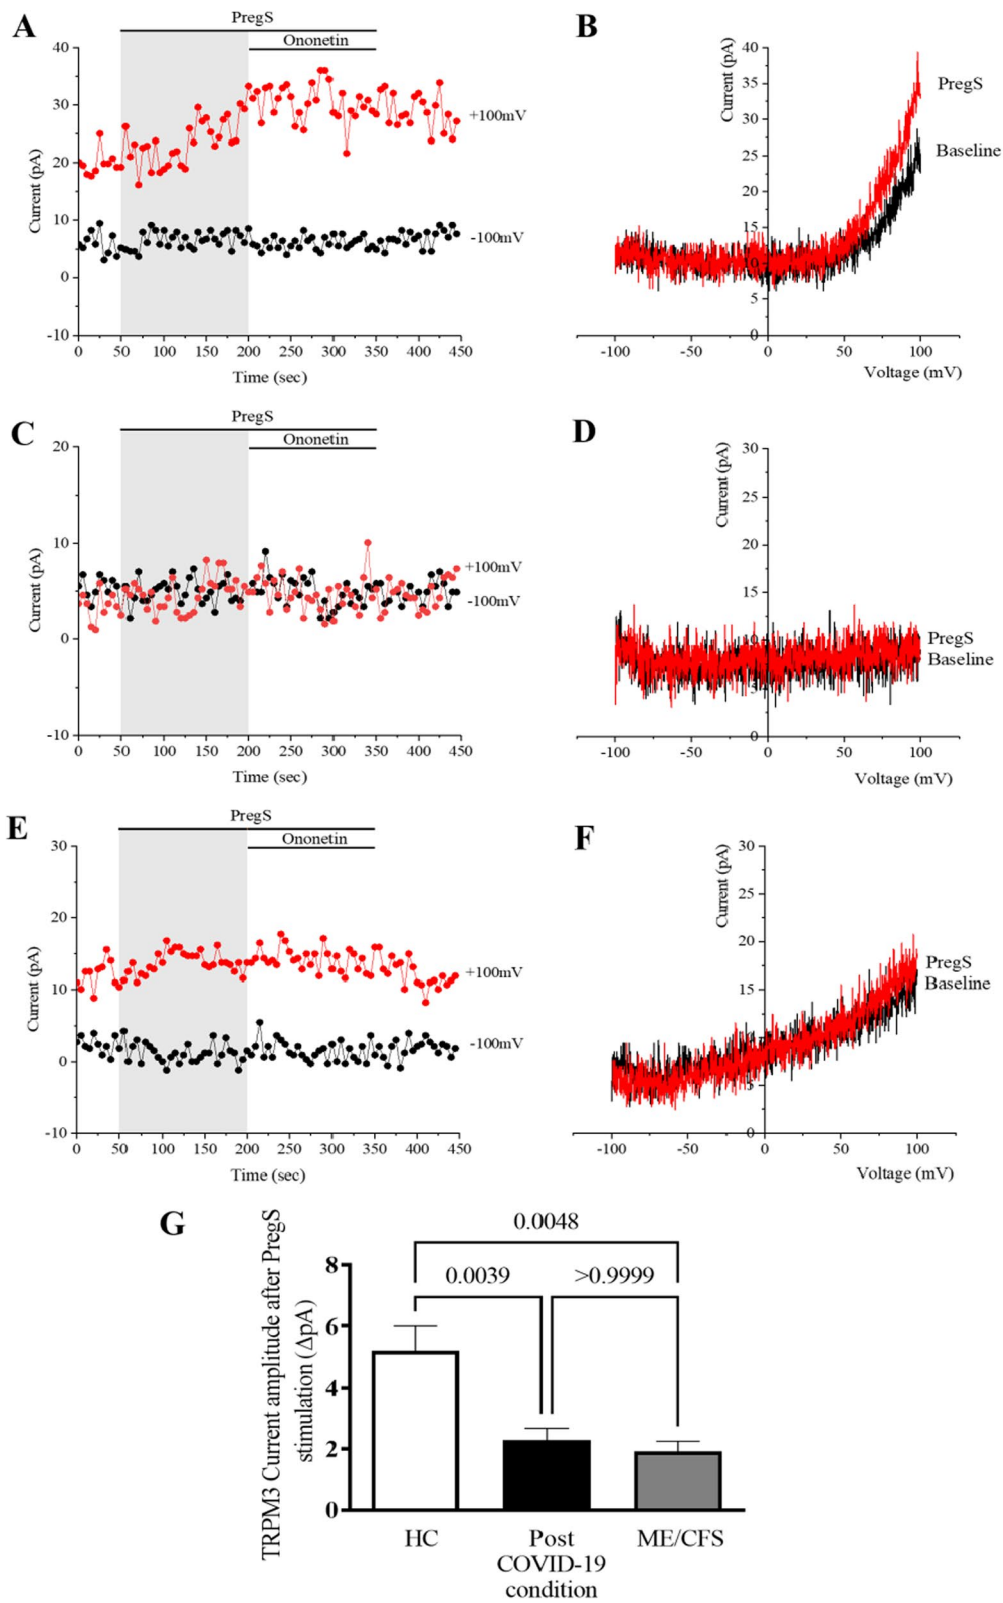 A
PregS
Ononetin
40
30
20
10
0
-10
Current (pA)
+100mV
-100mV
0 50 100 150 200 250 300 350 400 450
Time (sec)
B
Current (pA)
40
35
30
25
20
15
10
5
0
PregS
Baseline
-100 -50 0 50 100
Voltage (mV)
C
PregS
Ononetin
20
10
0
-10
Current (pA)
+100mV
-100mV
0 50 100 150 200 250 300 350 400 450
Time (sec)
D
Current (pA)
30
25
20
15
10
5
0
PregS
Baseline
-100 -50 0 50 100
Voltage (mV)
E
PregS
Ononetin
30
20
10
0
-10
Current (pA)
+100mV
-100mV
0 50 100 150 200 250 300 350 400 450
Time (sec)
F
Current (pA)
30
25
20
15
10
5
0
PregS
Baseline
-100 -50 0 50 100
Voltage (mV)
G
TRPM3 Current amplitude after PregS
stimulation (ΔpA)
8
6
4
2
0
0.0048
0.0039 >0.9999
HC
Post
COVID-19
condition
ME/CFS